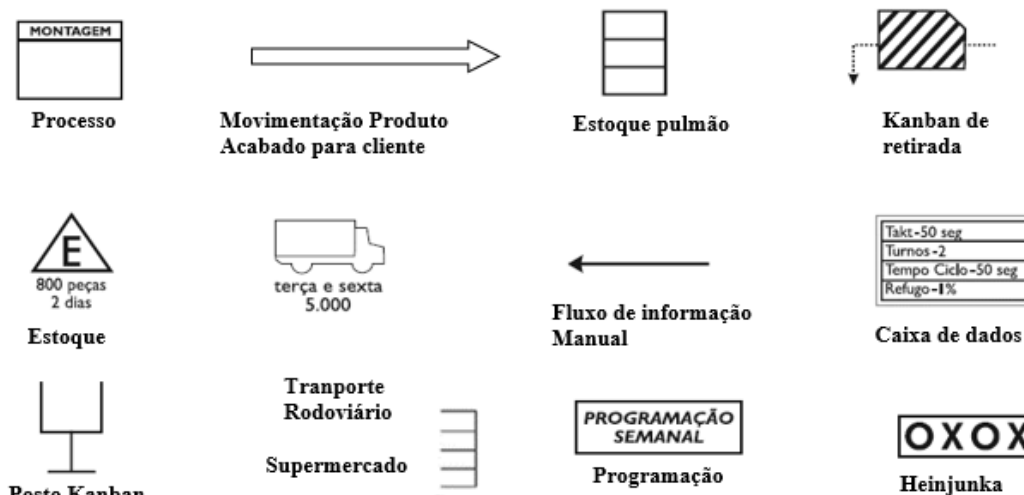 MONTAGEM
Processo
Movimentação Produto
Acabado para cliente
Estoque pulmão
Kanban de
retirada
E
800 peças
2 dias
Estoque
terça e sexta
5.000
Tranporte
Rodoviário
Fluxo de informação
Manual
Takt-50 seg
Turnos-2
Tempo Ciclo-50 seg
Refugo-1%
Caixa de dados
Posto Kanban
Supermercado
PROGRAMAÇÃO
SEMANAL
Programação
OXOX
Heinjunka